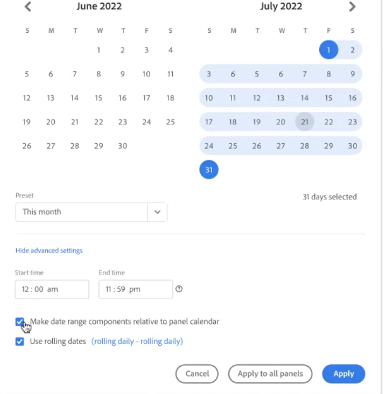 June 2022 July 2022
S M T W T F S S M T W T F S
1 2 3 4 1 2
5 6 7 8 9 10 11 3 6 5 6 7 8 9
12 13 14 15 16 17 18 10 11 12 13 14 15 16
19 20 21 22 23 24 25 17 18 19 20 21 22 23
26 27 28 29 30 24 25 26 27 28 29 30
31
Preset
31 days selected
This month
Hide advanced settings
Start time End time
12 : 00 am 11 : 59 pm
Make date range components relative to panel calendar
Use rolling dates (rolling daily - rolling daily)
Cancel Apply to all panels Apply